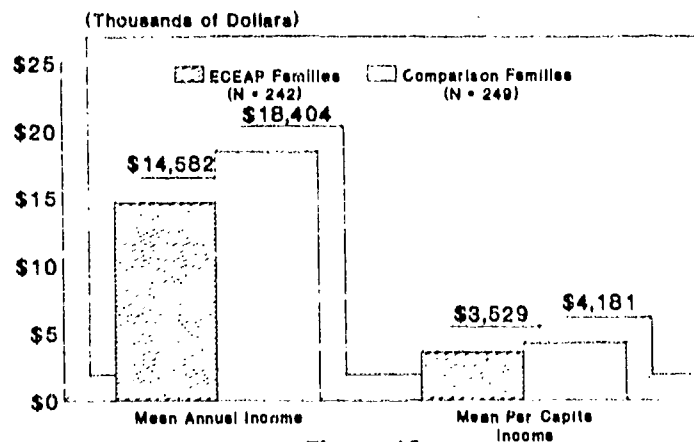 (Thousands of Dollars)
$25
ECEAP Families
(N = 242)
Comparison Families
(N = 249)
$20
$18,404
$14,582
$15
$10
$5
$3,529
$4,181
$0
Mean Annual Income
Mean Per Capita
Income